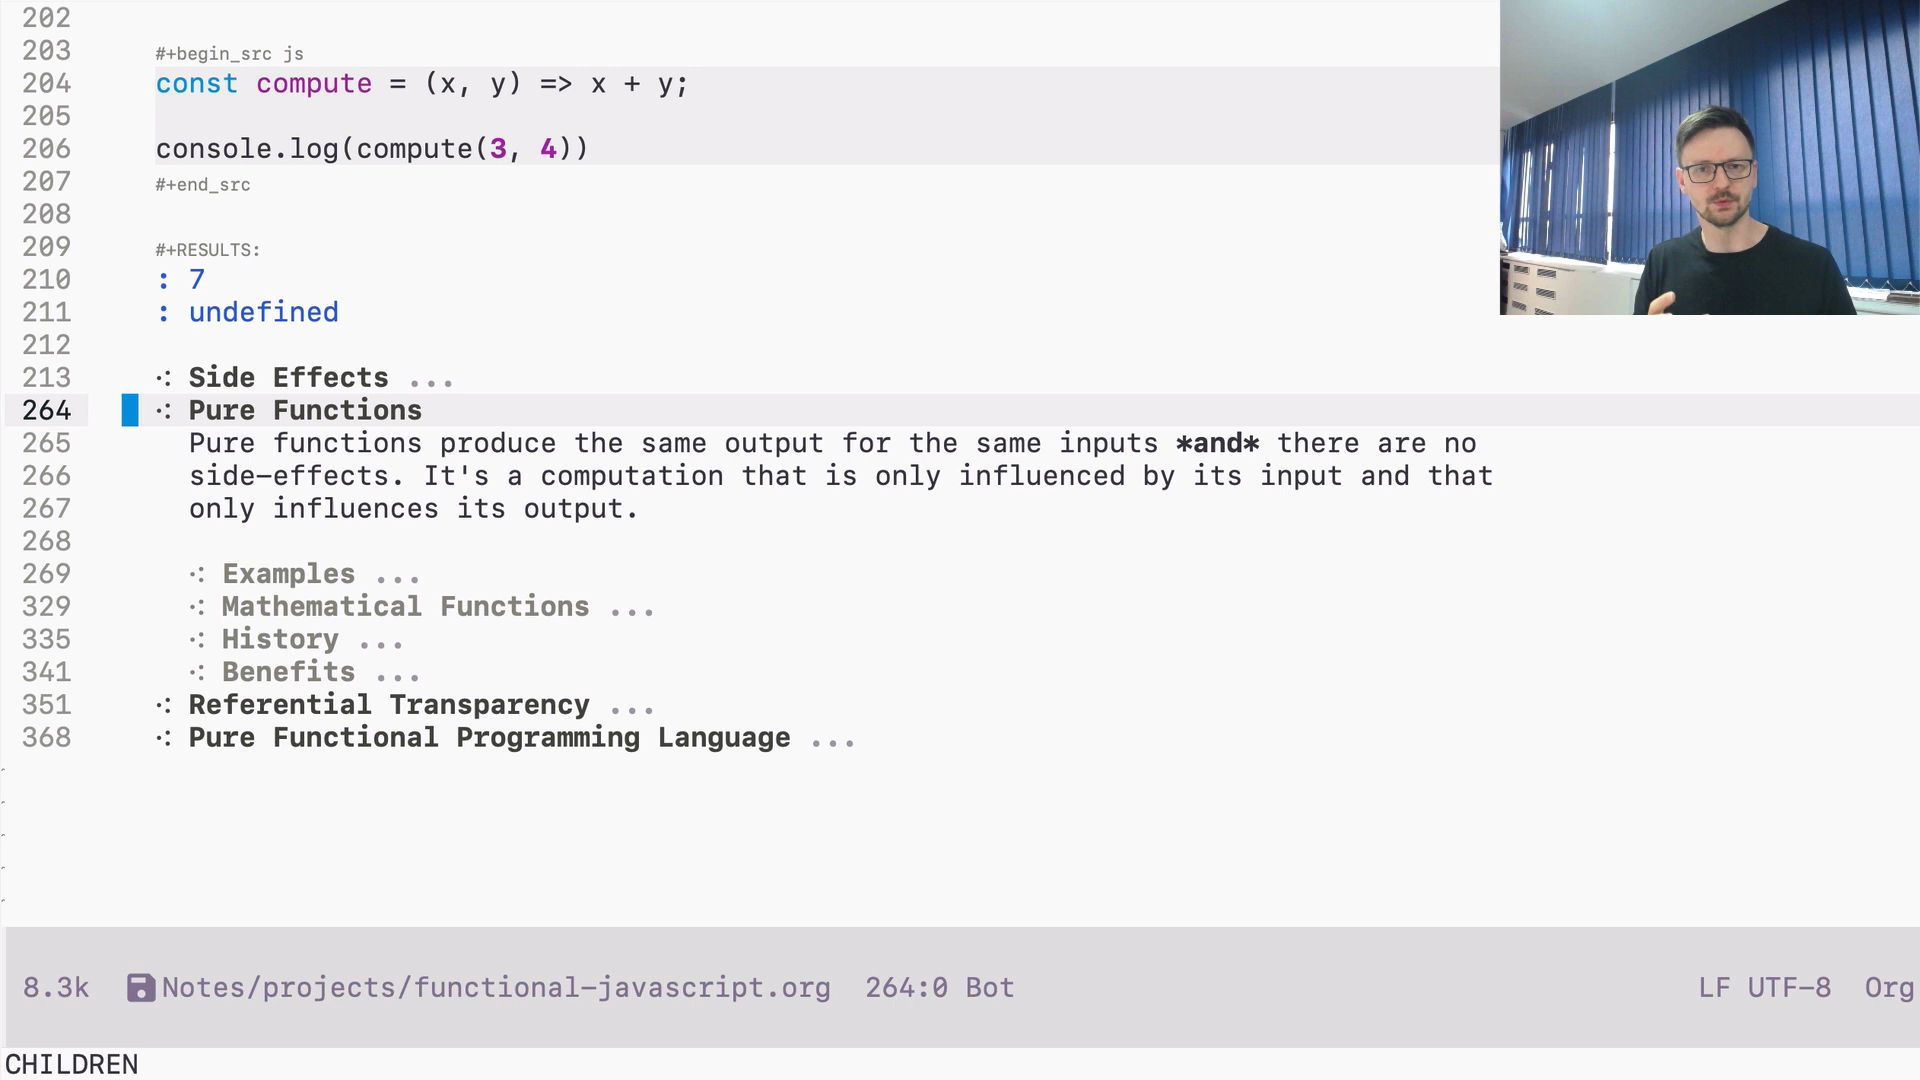 202
203 #+begin_src js
204 const compute = (x, y) => x + y;
205
206 console.log(compute(3, 4))
207 #+end_src
208
209 #+RESULTS:
210 : 7
211 : undefined
212
213 Side Effects ...
264 Pure Functions
265 Pure functions produce the same output for the same inputs *and* there are no
266 side-effects. It's a computation that is only influenced by its input and that
267 only influences its output.
268
269 Examples ...
329 Mathematical Functions ...
335 History ...
341 Benefits ...
351 Referential Transparency ...
368 Pure Functional Programming Language ...
8.3k Notes/projects/functional-javascript.org 264:0 Bot LF UTF-8 Org
CHILDREN